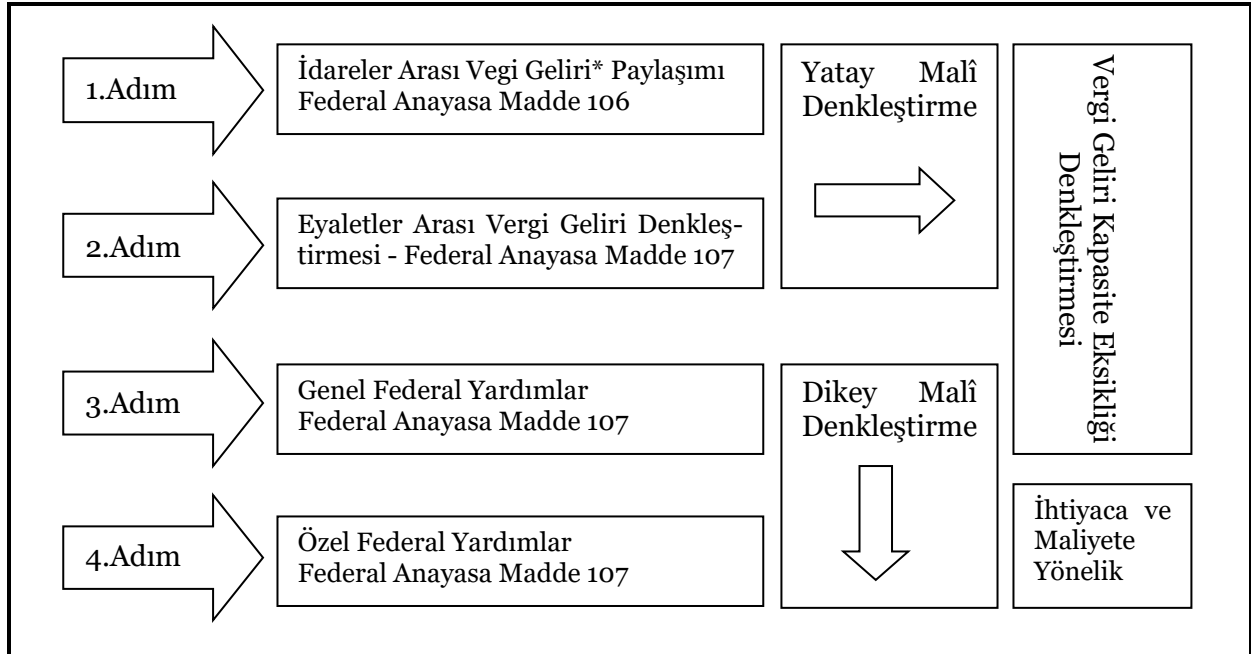 1.Adım
İdareler Arası Vegi Geliri* Paylaşımı
Federal Anayasa Madde 106
2.Adım
Eyaletler Arası Vergi Geliri Denkleş-
tirmesi - Federal Anayasa Madde 107
Yatay Malî
Denkleştirme
3.Adım
Genel Federal Yardımlar
Federal Anayasa Madde 107
4.Adım
Özel Federal Yardımlar
Federal Anayasa Madde 107
Dikey Malî
Denkleştirme
Vergi Geliri Kapasite Eksikliği
Denkleştirmesi
İhtiyaca ve
Maliyete
Yönelik